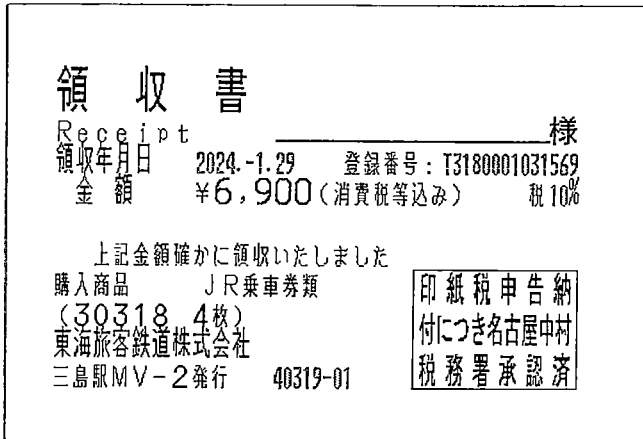 領収書
Receipt 様
領収年月日 2024.-1.29 登録番号:T3180001031569
金額 ¥6,900(消費税等込み) 税10%
上記金額確かに領収いたしました
購入商品 JR乗車券類
(30318 4枚)
東海旅客鉄道株式会社
三島駅MV-2発行 40319-01
印紙税申告納
付につき名古屋中村
税務署承認済